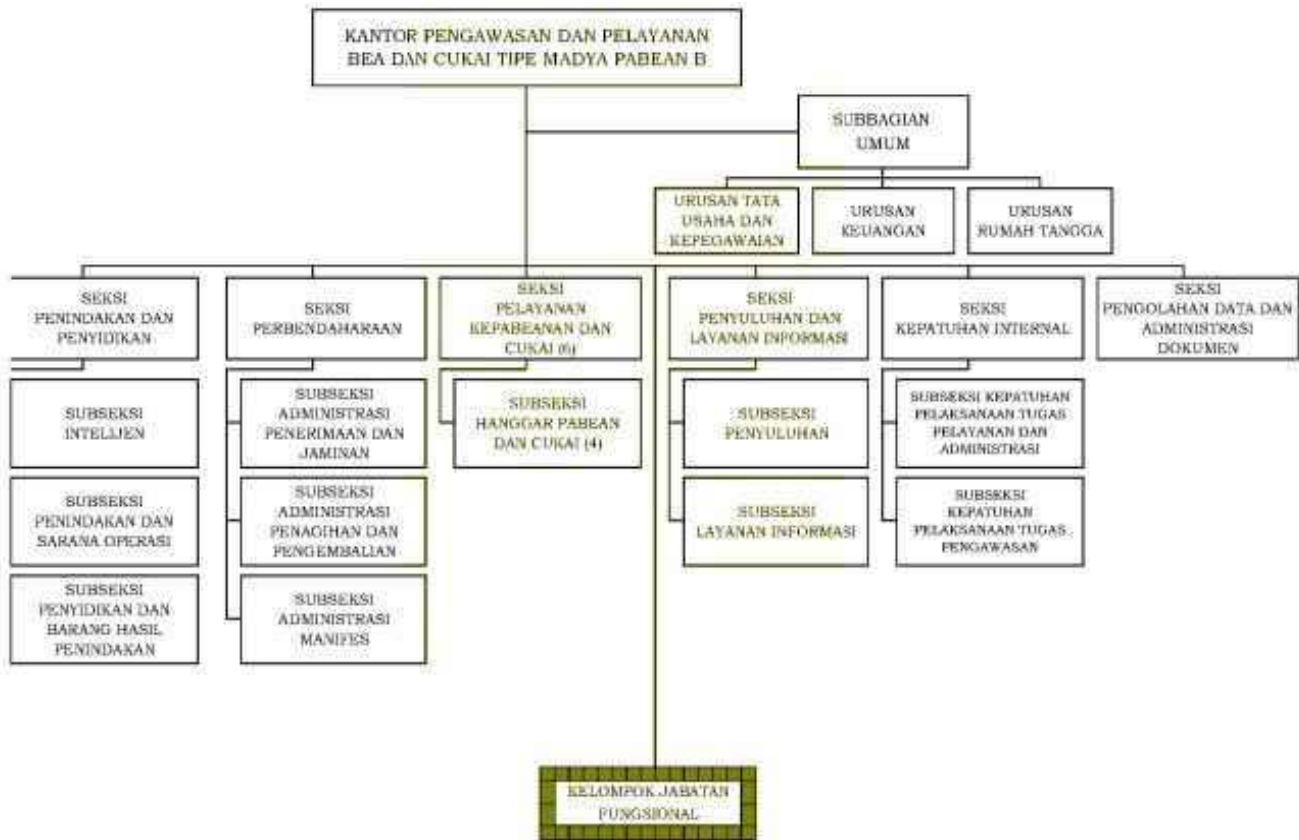 KANTOR PENGAWASAN DAN PELAYANAN
BEA DAN CUKAI TIPE MADYA PABEAN B
SUBBAGIAN
UMUM
URUSAN TATA
USAHA DAN
KEPEGAWAIAN
URUSAN
KEUANGAN
URUSAN
RUMAH TANGGA
SEKSI
PENINDAKAN DAN
PENYIDIKAN
SEKSI
PERBENDAHARAAN
SEKSI
PELAYANAN
KEPABEANAN DAN
CUKAI (6)
SEKSI
PENYULUHAN DAN
LAYANAN INFORMASI
SEKSI
KEPATUHAN INTERNAL
SEKSI
PENGOLAHAN DATA DAN
ADMINISTRASI
DOKUMEN
SUBSEKSI
INTELIJEN
SUBSEKSI
ADMINISTRASI
PENERIMAAN DAN
JAMINAN
SUBSEKSI
HANGGAR PABEAN
DAN CUKAI (4)
SUBSEKSI
PENYULUHAN
SUBSEKSI KEPATUHAN
PELAKSANAAN TUGAS
PELAYANAN DAN
ADMINISTRASI
SUBSEKSI
PENINDAKAN DAN
SARANA OPERASI
SUBSEKSI
ADMINISTRASI
PENAGIHAN DAN
PENGEMBALIAN
SUBSEKSI
LAYANAN INFORMASI
SUBSEKSI
KEPATUHAN
PELAKSANAAN TUGAS
PENGAWASAN
SUBSEKSI
PENYIDIKAN DAN
BARANG HASIL
PENINDAKAN
SUBSEKSI
ADMINISTRASI
MANIFES
KELOMPOK JABATAN
FUNGSIONAL